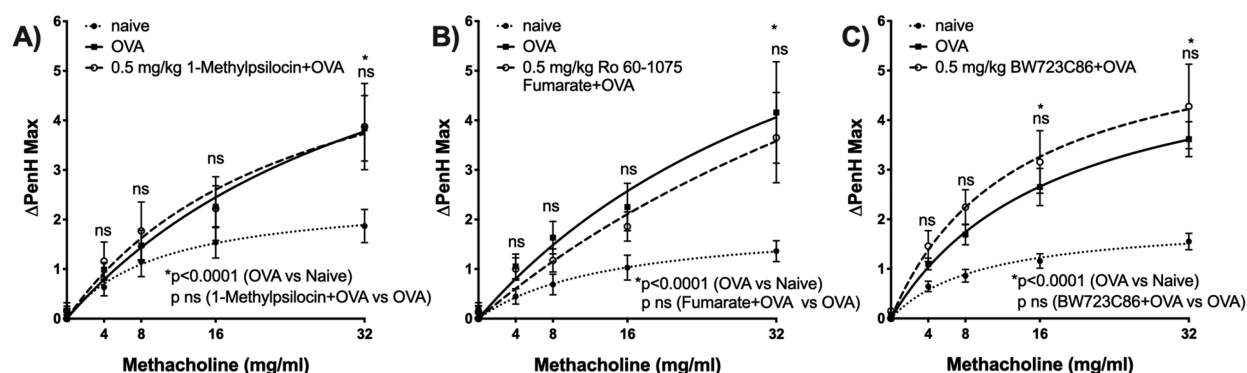 A)
naive
OVA
0.5 mg/kg 1-Methylpsilocin+OVA
ΔPenH Max
6
5
4
3
2
1
0
ns
ns
ns
*
ns
*p<0.0001 (OVA vs Naive)
p ns (1-Methylpsilocin+OVA vs OVA)
4 8 16 32
Methacholine (mg/ml)
B)
naive
OVA
0.5 mg/kg Ro 60-1075
Fumarate+OVA
ΔPenH Max
6
5
4
3
2
1
0
ns
ns
ns
*
ns
*p<0.0001 (OVA vs Naive)
p ns (Fumarate+OVA vs OVA)
4 8 16 32
Methacholine (mg/ml)
C)
naive
OVA
0.5 mg/kg BW723C86+OVA
ΔPenH Max
6
5
4
3
2
1
0
ns
ns
*
ns
*
ns
*p<0.0001 (OVA vs Naive)
p ns (BW723C86+OVA vs OVA)
4 8 16 32
Methacholine (mg/ml)